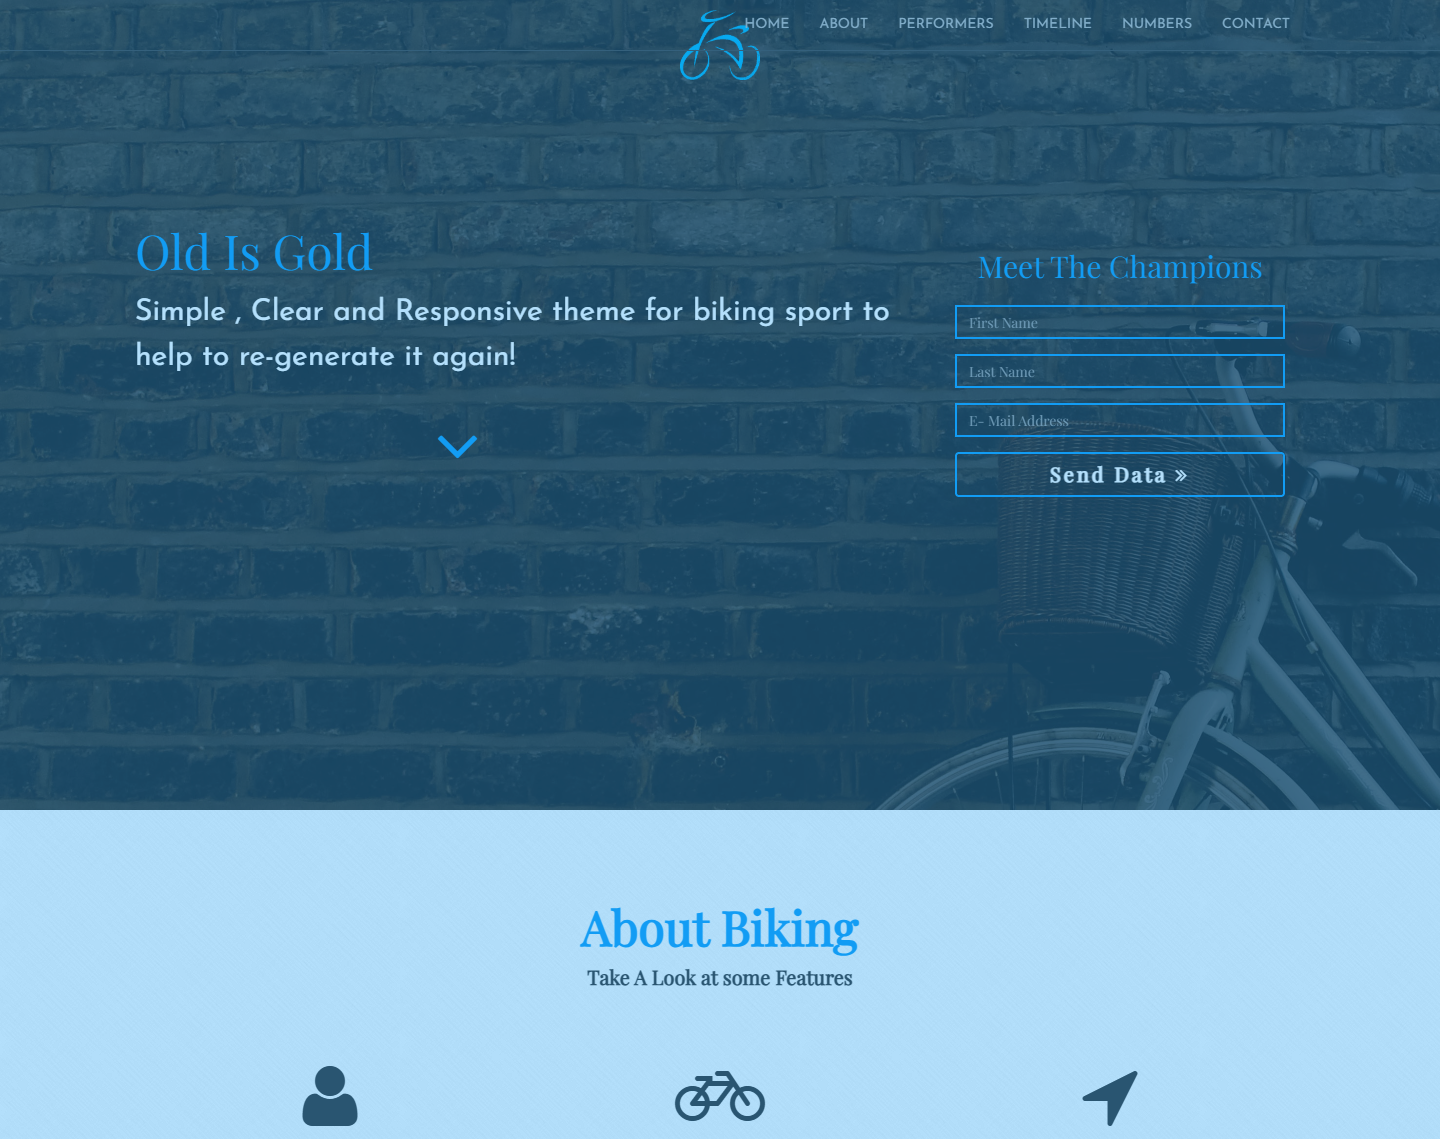 HOME ABOUT PERFORMERS TIMELINE NUMBERS CONTACT
Old Is Gold
Simple , Clear and Responsive theme for biking sport to
help to re-generate it again!
Meet The Champions
First Name
Last Name
E- Mail Address
Send Data »
About Biking
Take A Look at some Features